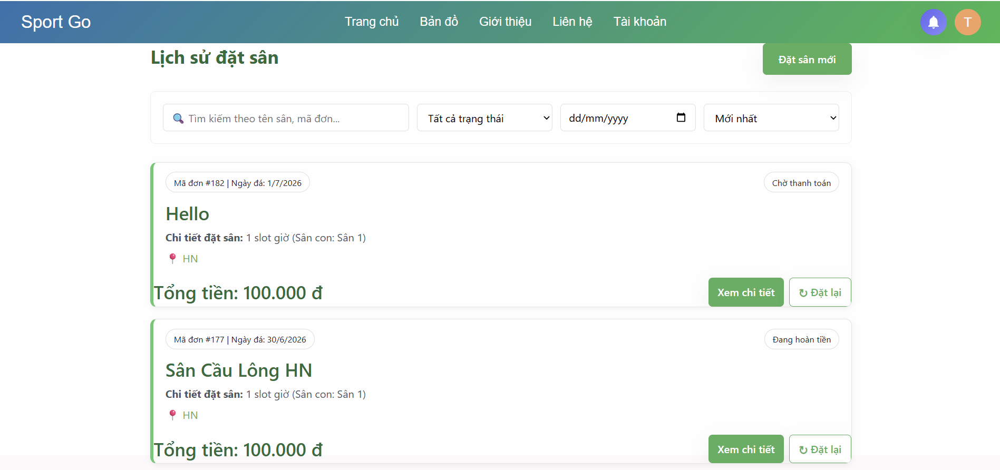 Sport Go
Trang chủ
Bản đồ
Giới thiệu
Liên hệ
Tài khoản
T
Lịch sử đặt sân
Đặt sân mới
Tìm kiếm theo tên sân, mã đơn...
Tất cả trạng thái
dd/mm/yyyy
Mới nhất
Mã đơn #182 | Ngày đá: 1/7/2026
Chờ thanh toán
Hello
Chi tiết đặt sân: 1 slot giờ (Sân con: Sân 1)
HN
Tổng tiền: 100.000 đ
Xem chi tiết
↻ Đặt lại
Mã đơn #177 | Ngày đá: 30/6/2026
Đang hoàn tiền
Sân Cầu Lông HN
Chi tiết đặt sân: 1 slot giờ (Sân con: Sân 1)
HN
Tổng tiền: 100.000 đ
Xem chi tiết
↻ Đặt lại